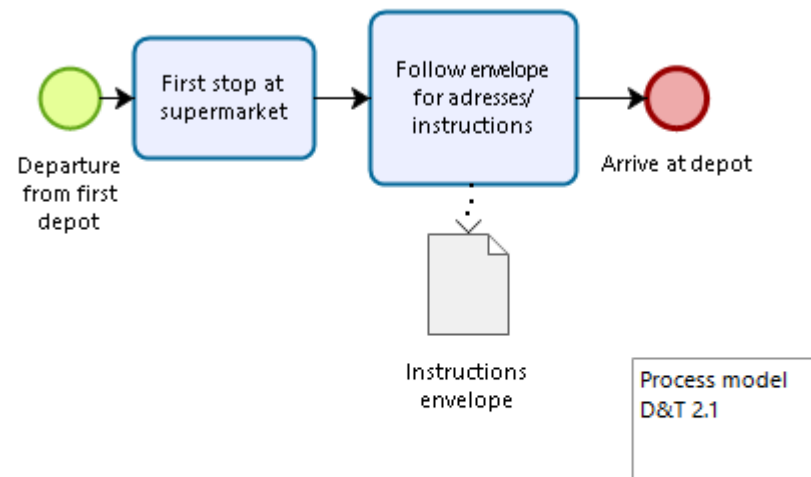 Departure
from first
depot
First stop at
supermarket
Follow envelope
for adresses/
instructions
Arrive at depot
Instructions
envelope
Process model
D&T 2.1